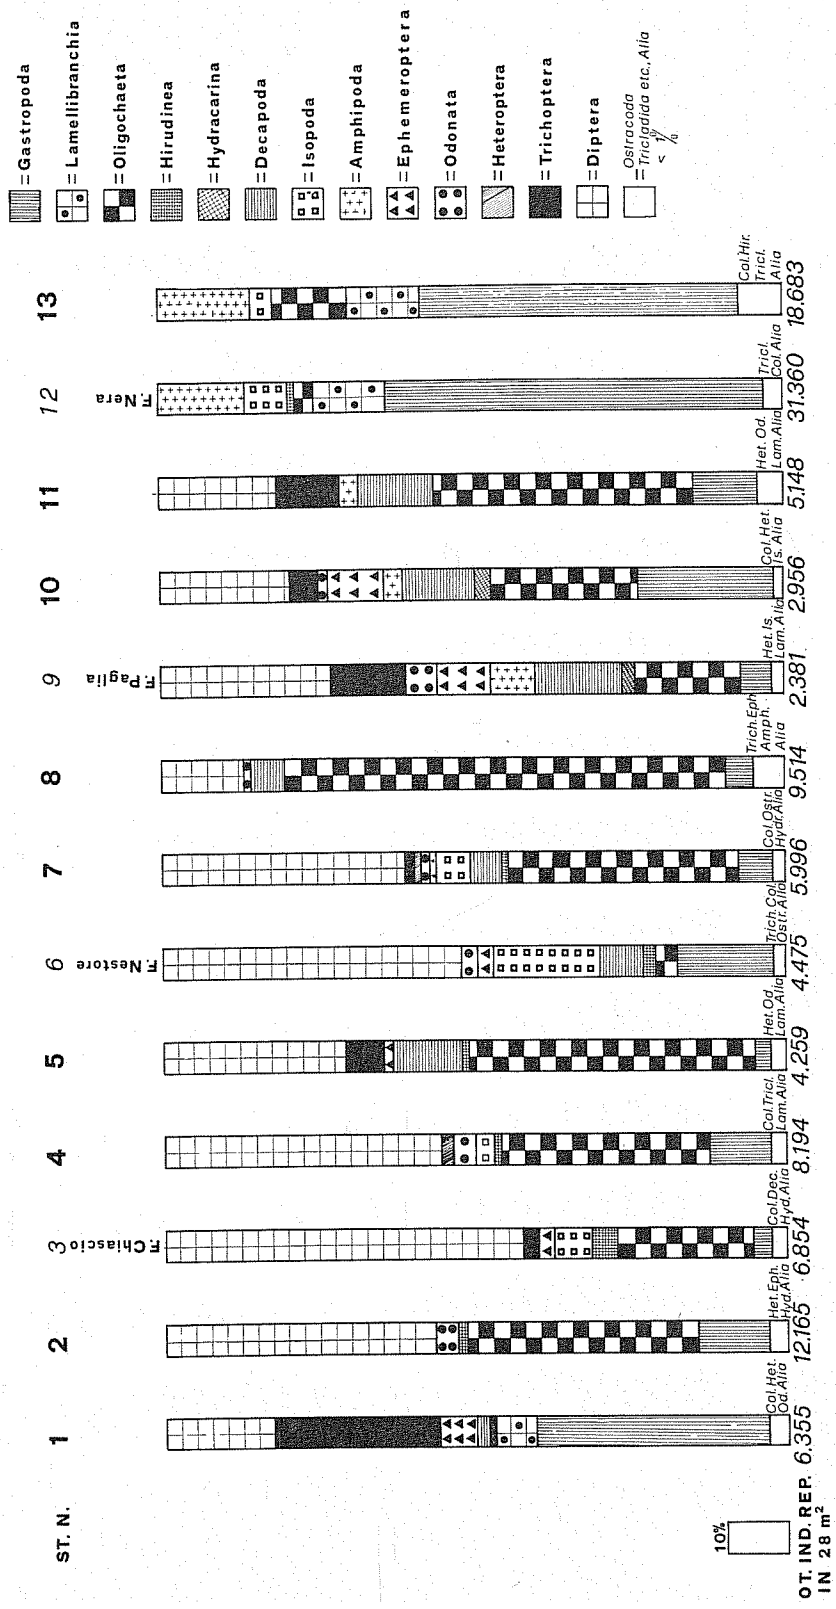 ST. N.
1
2
3
F. Chiascio
4
5
6
F. Nestore
7
8
9
F. Paglia
10
11
12
F. Nera
13
10%
OT. IND. REP.
IN 28 m²
6.355
12.165
6.854
8.194
4.259
4.475
5.996
9.514
2.381
2.956
5.148
31.360
18.683
Col. Het.
Od. Alia
Het. Eph.
Hyd. Alia
Col. Dec.
Hyd. Alia
Col. Tricl.
Lam. Alia
Het. Od.
Lam. Alia
Trich. Col.
Ostr. Alia
Col. Ostr.
Hydr. Alia
Trich. Eph.
Amph.
Alia
Het. Is.
Lam. Alia
Col. Het.
Is. Alia
Het. Od.
Lam. Alia
Tricl.
Col. Alia
Col. Hir.
Tricl.
Alia
= Gastropoda
= Lamellibranchia
= Oligochaeta
= Hirudinea
= Hydracarina
= Decapoda
= Isopoda
= Amphipoda
= Ephemeroptera
= Odonata
= Heteroptera
= Trichoptera
= Diptera
Ostracoda
= Tricladida etc., Alia
< 1%